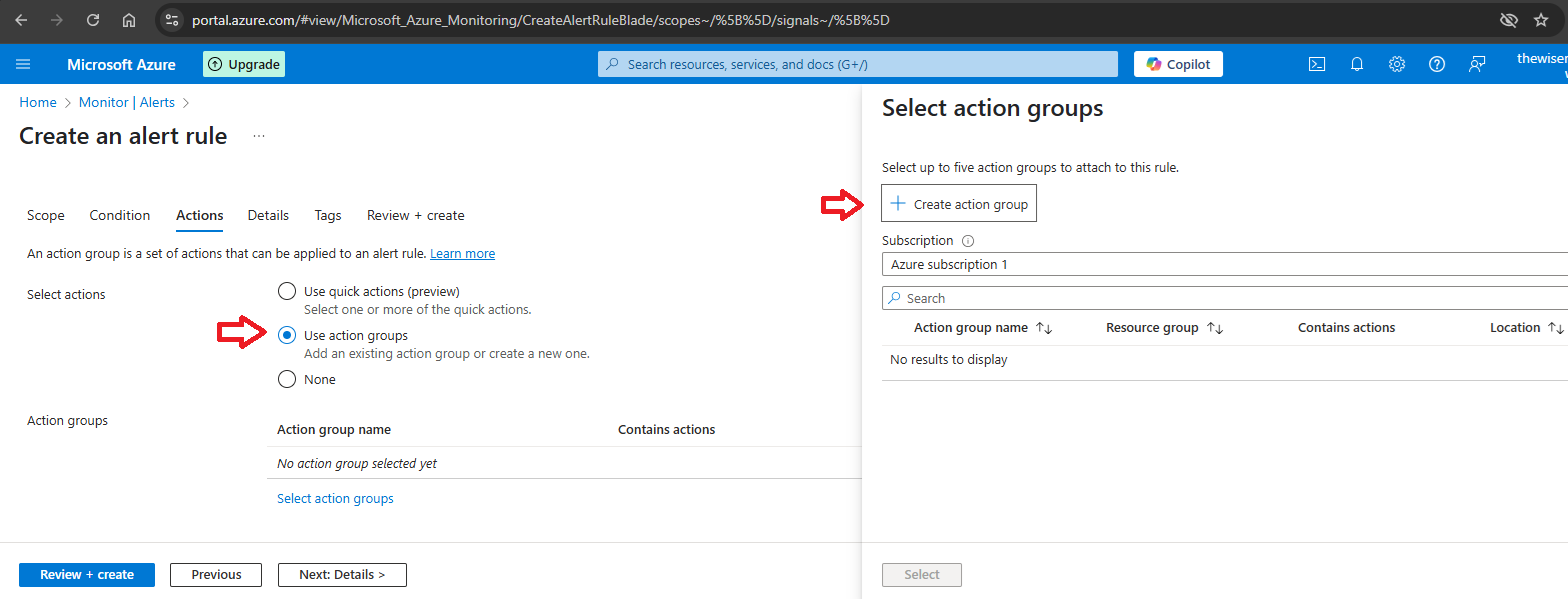 portal.azure.com/#view/Microsoft_Azure_Monitoring/CreateAlertRuleBlade/scopes~/%5B%5D/signals~/%5B%5D
Microsoft Azure
Upgrade
Search resources, services, and docs (G+/)
Copilot
Home > Monitor | Alerts >
Create an alert rule ...
Scope Condition Actions Details Tags Review + create
An action group is a set of actions that can be applied to an alert rule. Learn more
Select actions
Use quick actions (preview)
Select one or more of the quick actions.
Use action groups
Add an existing action group or create a new one.
None
Action groups
Action group name Contains actions
No action group selected yet
Select action groups
Review + create Previous Next: Details >
Select action groups
Select up to five action groups to attach to this rule.
+ Create action group
Subscription
Azure subscription 1
Search
Action group name Resource group Contains actions Location
No results to display
Select